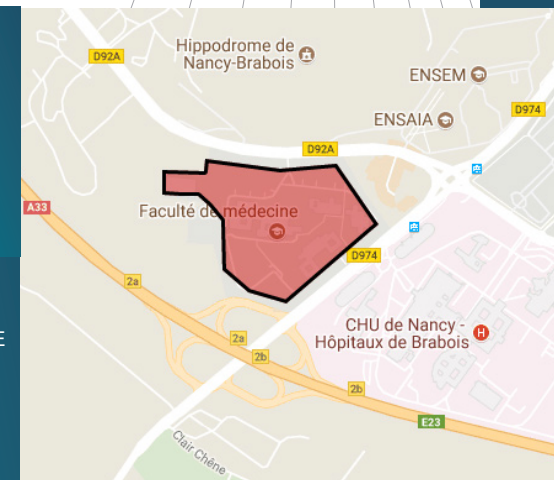 Hippodrome de
Nancy-Brabois
D92A
ENSEM
D974
ENSAIA
D92A
A33
Faculté de médecine
D974
2a
E
2a
2b
CHU de Nancy -
Hôpitaux de Brabois
H
2b
E23
Clair Chêne